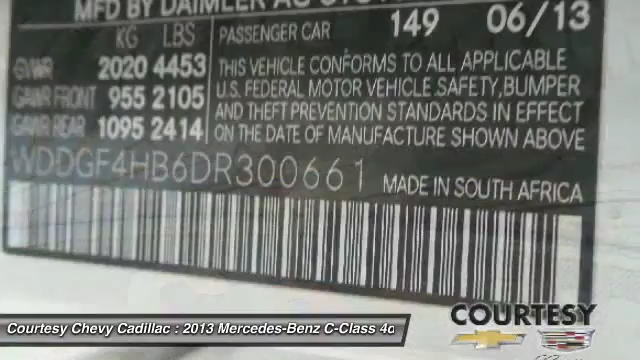 MFD BY DAIMLER AG
149 06/13
KG LBS PASSENGER CAR
GVWR 2020 4453
GAWR FRONT 955 2105
GAWR REAR 1095 2414
THIS VEHICLE CONFORMS TO ALL APPLICABLE
U.S. FEDERAL MOTOR VEHICLE SAFETY, BUMPER
AND THEFT PREVENTION STANDARDS IN EFFECT
ON THE DATE OF MANUFACTURE SHOWN ABOVE
WDDGF4HB6DR300661 MADE IN SOUTH AFRICA
COURTESY
CHEVROLET
Courtesy Chevy Cadillac : 2013 Mercedes-Benz C-Class 4d